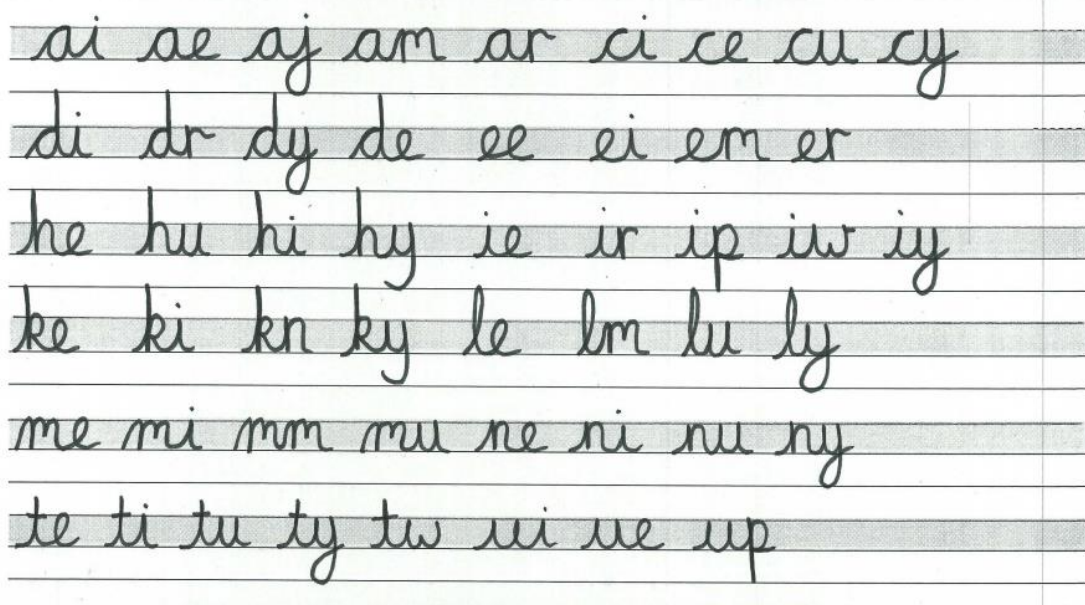 ai ae aj am ar ci ce cu cy
di dr dy de ee ei em er
he hu hi hy ie ir ip iw iy
ke ki kn ky le lm lu ly
me mi mm mu ne ni nu ny
te ti tu ty tw ui ue up